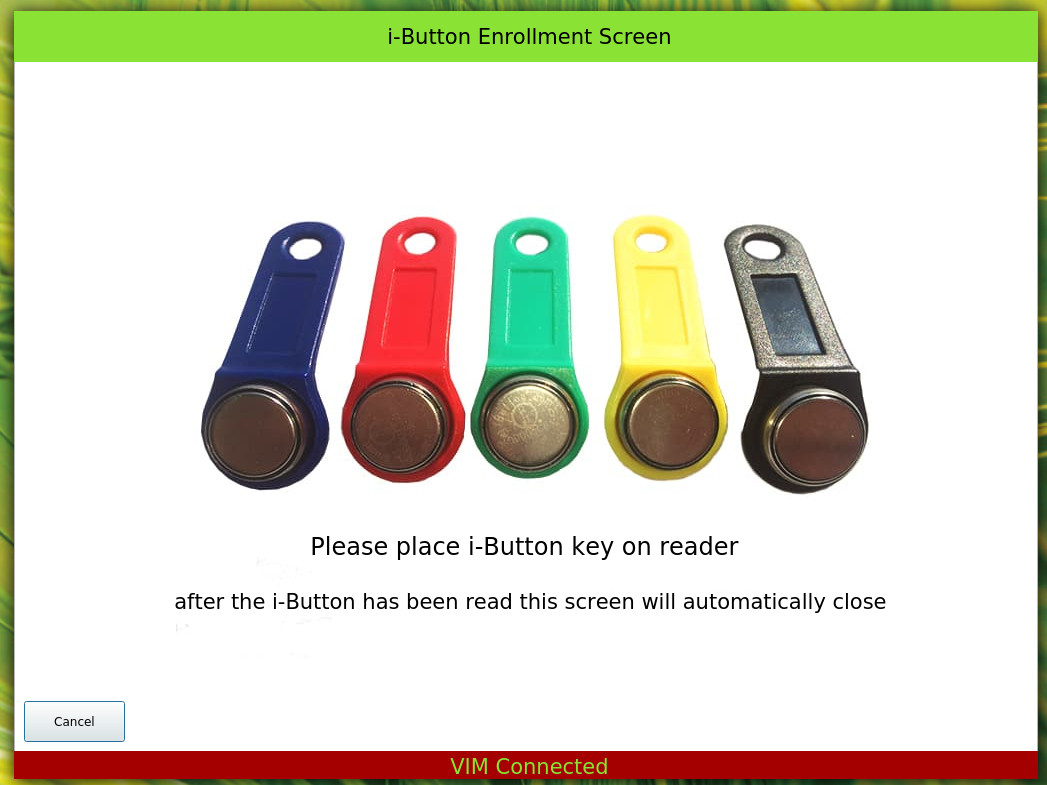 i-Button Enrollment Screen
Please place i-Button key on reader
after the i-Button has been read this screen will automatically close
Cancel
VIM Connected